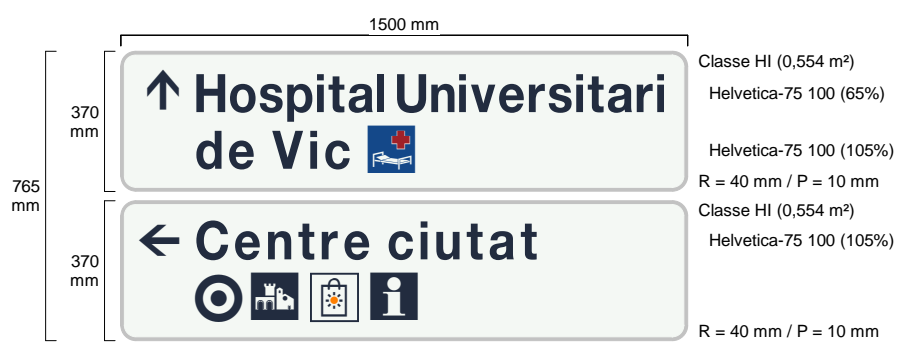 1500 mm
765 mm
370 mm
Hospital Universitari
de Vic
Classe HI (0,554 m²)
Helvetica-75 100 (65%)
Helvetica-75 100 (105%)
R = 40 mm / P = 10 mm
370 mm
Centre ciutat
i
Classe HI (0,554 m²)
Helvetica-75 100 (105%)
R = 40 mm / P = 10 mm